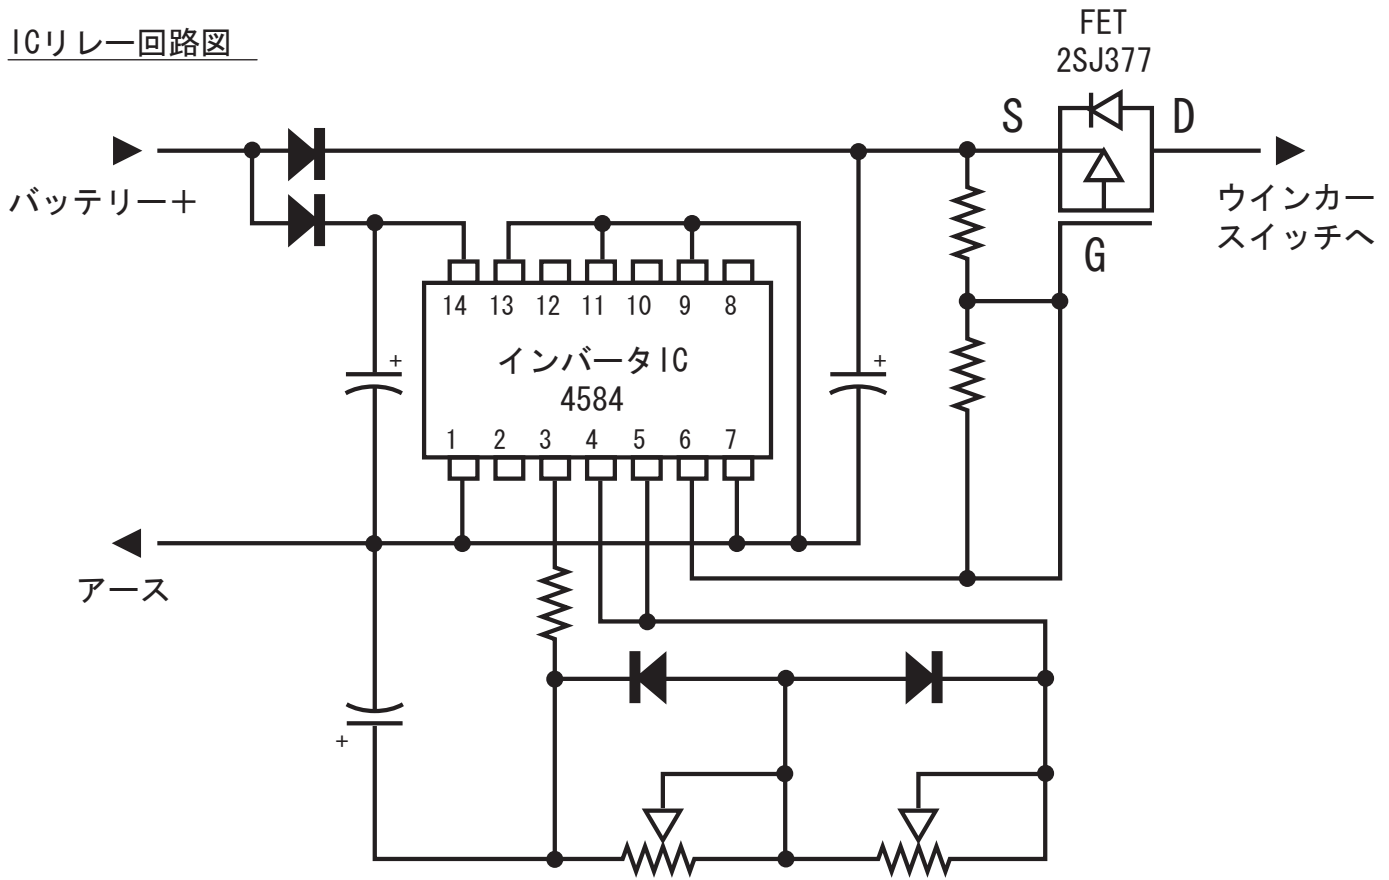 ICリレー回路図
FET
2SJ377
S
D
バッテリー＋
ウインカー
スイッチへ
G
14 13 12 11 10 9 8
インバータIC
4584
+
+
1 2 3 4 5 6 7
アース
+